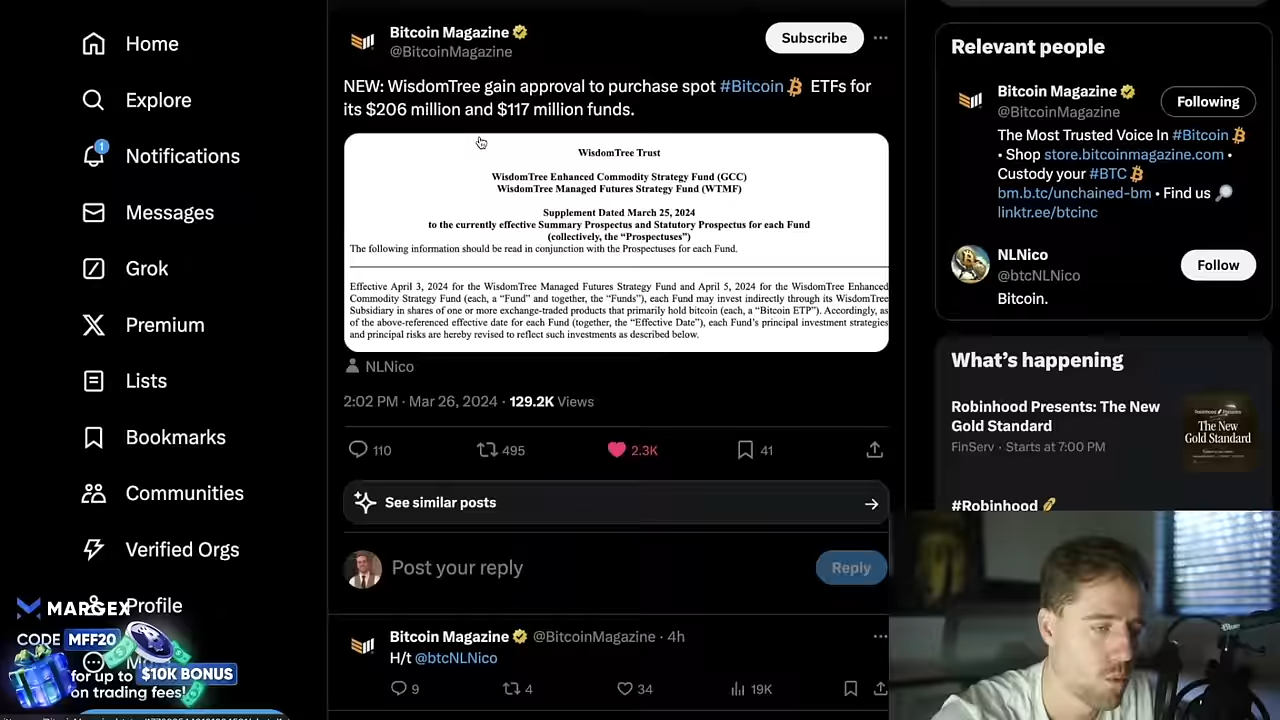 Home
Explore
1
Notifications
Messages
Grok
Premium
Lists
Bookmarks
Communities
Verified Orgs
Profile
MARGEX
CODE MFF20
$10K BONUS
for up to
on trading fees!
Bitcoin Magazine
@BitcoinMagazine
Subscribe
NEW: WisdomTree gain approval to purchase spot #Bitcoin ETFs for
its $206 million and $117 million funds.
WisdomTree Trust
WisdomTree Enhanced Commodity Strategy Fund (GCC)
WisdomTree Managed Futures Strategy Fund (WTMF)
Supplement Dated March 25, 2024
to the currently effective Summary Prospectus and Statutory Prospectus for each Fund
(collectively, the “Prospectuses”)
The following information should be read in conjunction with the Prospectuses for each Fund.
Effective April 3, 2024 for the WisdomTree Managed Futures Strategy Fund and April 5, 2024 for the WisdomTree Enhanced
Commodity Strategy Fund (each, a “Fund” and together, the “Funds”), each Fund may invest indirectly through its WisdomTree
Subsidiary in shares of one or more exchange-traded products that primarily hold bitcoin (each, a “Bitcoin ETP”). Accordingly, as
of the above-referenced effective date for each Fund (together, the “Effective Date”), each Fund’s principal investment strategies
and principal risks are hereby revised to reflect such investments as described below.
NLNico
2:02 PM · Mar 26, 2024 · 129.2K Views
110 495 2.3K 41
See similar posts
Post your reply
Reply
Bitcoin Magazine @BitcoinMagazine · 4h
H/t @btcNLNico
9 4 34 19K
Relevant people
Bitcoin Magazine
@BitcoinMagazine
Following
The Most Trusted Voice In #Bitcoin
• Shop store.bitcoinmagazine.com •
Custody your #BTC
bm.b.tc/unchained-bm • Find us
linktr.ee/btcinc
NLNico
@btcNLNico
Follow
Bitcoin.
What’s happening
Robinhood Presents: The New
Gold Standard
FinServ · Starts at 7:00 PM
Robinhood Presents
The New
Gold Standard
#Robinhood
Blue